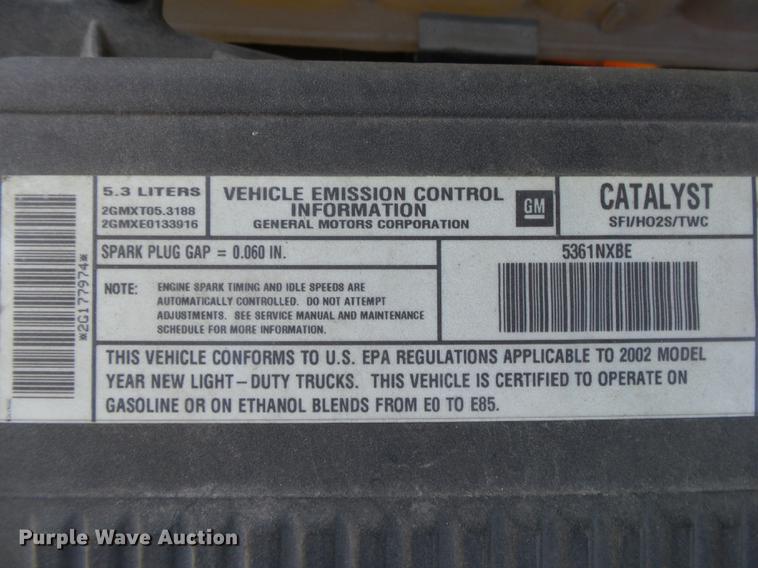 5.3 LITERS
2GMXT05.3188
2GMXE0133916
VEHICLE EMISSION CONTROL
INFORMATION
GENERAL MOTORS CORPORATION
GM
CATALYST
SFI/HO2S/TWC
SPARK PLUG GAP = 0.060 IN.
NOTE: ENGINE SPARK TIMING AND IDLE SPEEDS ARE
AUTOMATICALLY CONTROLLED. DO NOT ATTEMPT
ADJUSTMENTS. SEE SERVICE MANUAL AND MAINTENANCE
SCHEDULE FOR MORE INFORMATION.
5361NXBE
*2G177974*
THIS VEHICLE CONFORMS TO U.S. EPA REGULATIONS APPLICABLE TO 2002 MODEL
YEAR NEW LIGHT-DUTY TRUCKS. THIS VEHICLE IS CERTIFIED TO OPERATE ON
GASOLINE OR ON ETHANOL BLENDS FROM E0 TO E85.
Purple Wave Auction